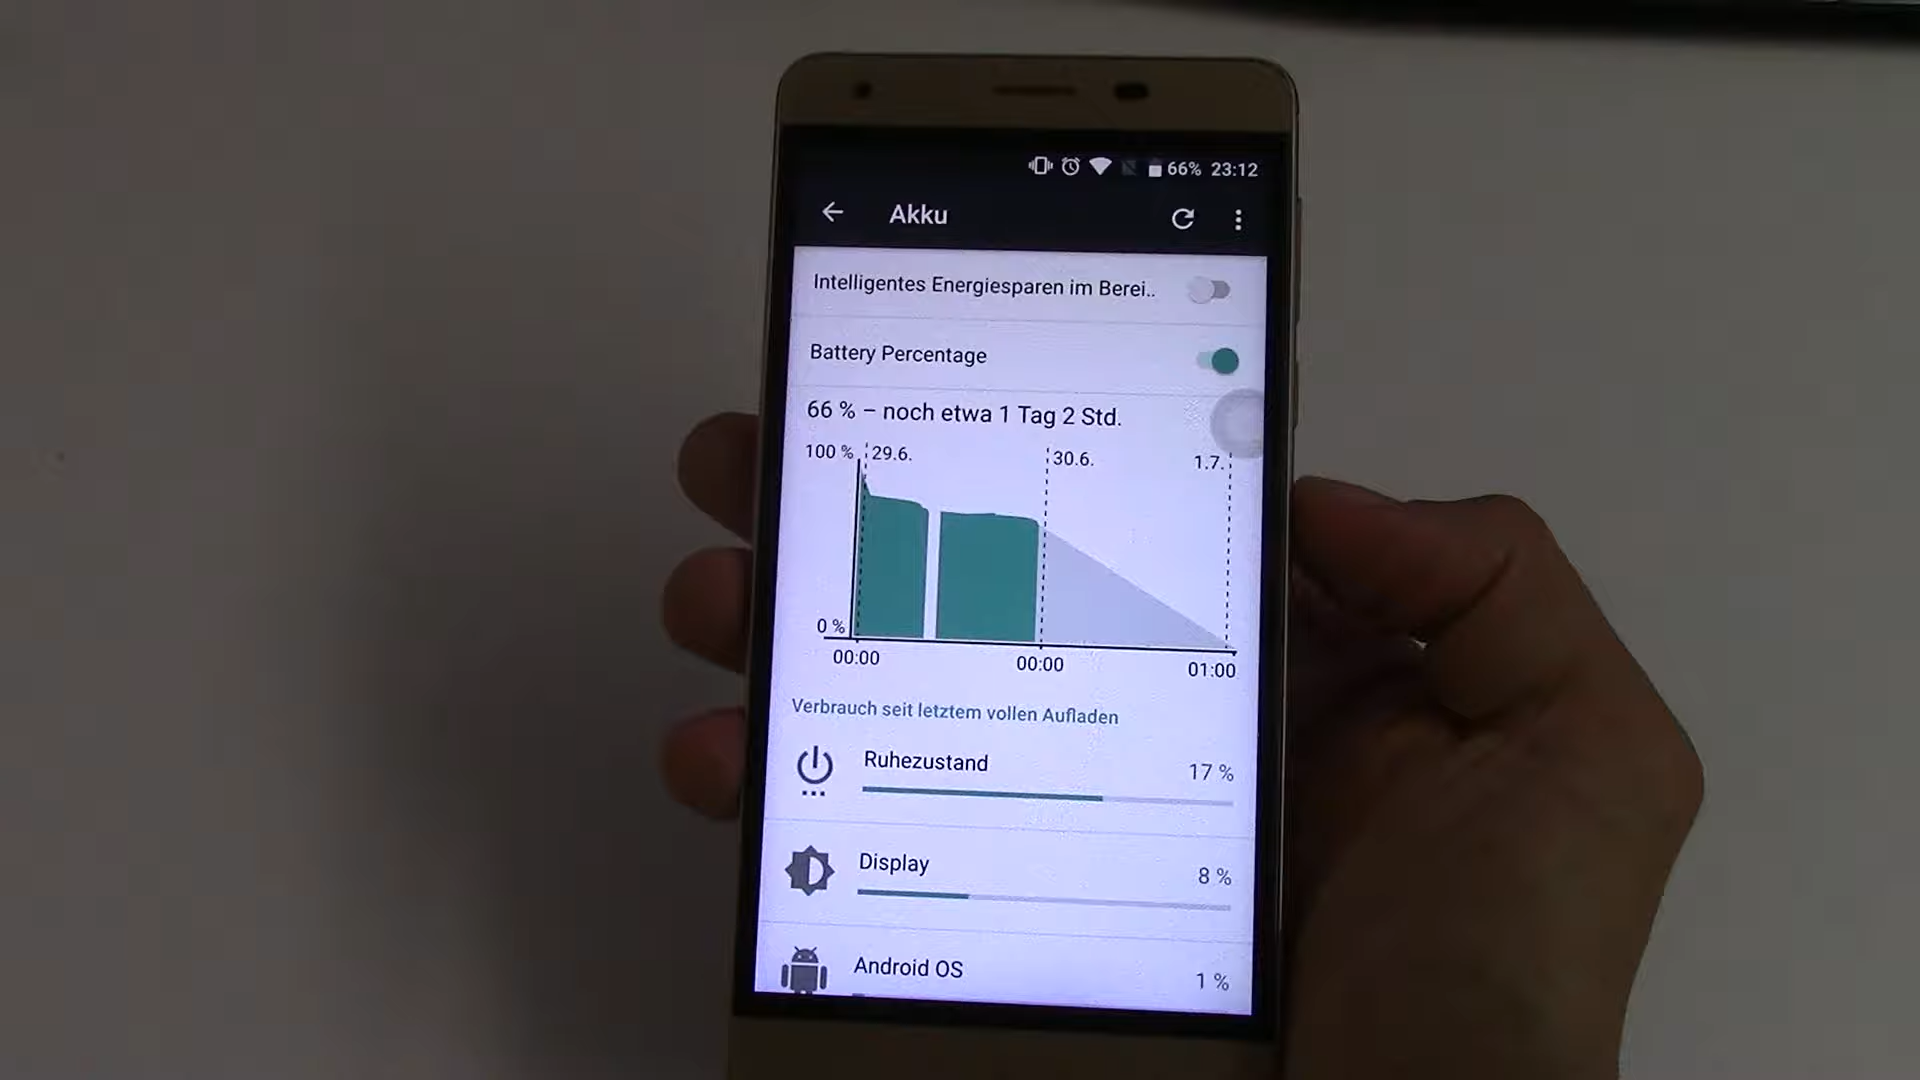 66% 23:12
Akku
Intelligentes Energiesparen im Berei..
Battery Percentage
66 % – noch etwa 1 Tag 2 Std.
100 % 29.6. 30.6. 1.7.
0 %
00:00 00:00 01:00
Verbrauch seit letztem vollen Aufladen
Ruhezustand 17 %
Display 8 %
Android OS 1 %